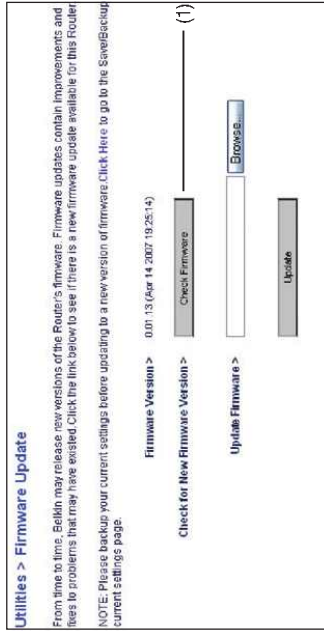 Utilities > Firmware Update
From time to time, Belkin may release new versions of the Router's firmware. Firmware updates contain improvements and
fixes to problems that may have existed.Click the link below to see if there is a new firmware update available for this Router.
NOTE: Please backup your current settings before updating to a new version of firmware.Click Here to go to the Save/Backup
current settings page.
Firmware Version > 0.01.13 (Apr 14 2007 19:25:14)
Check for New Firmware Version > Check Firmware (1)
Update Firmware > Browse...
Update